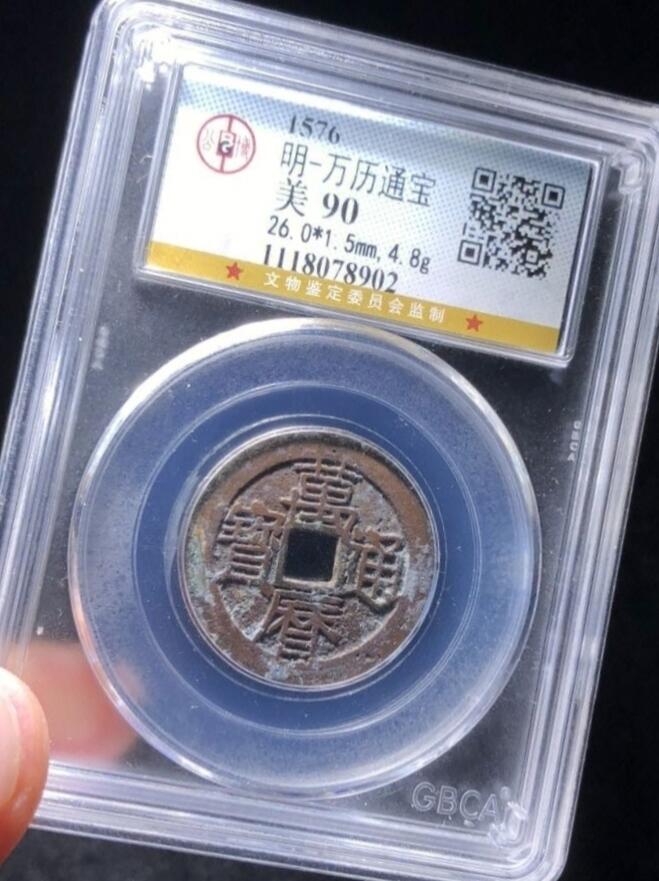 1576
明-万历通宝
美 90
26.0*1.5mm,4.8g
1118078902
文物鉴定委员会监制
萬曆通寶
GBCA